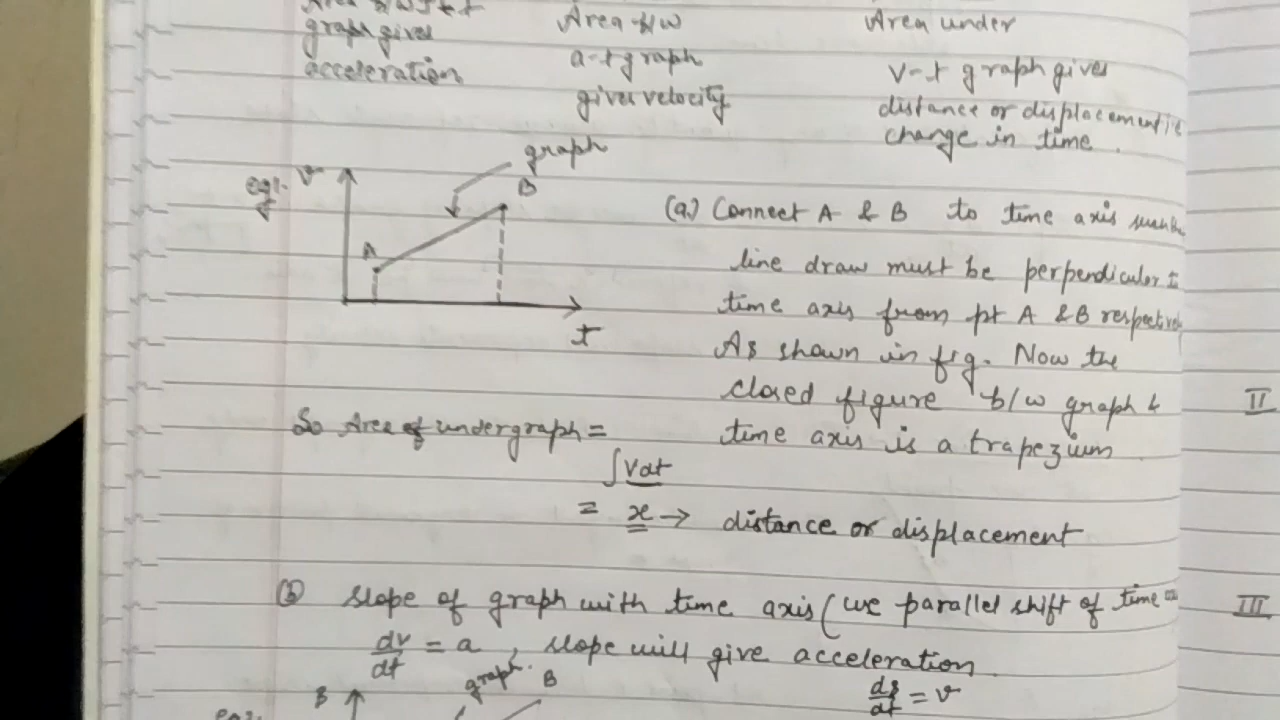 graph gives
acceleration
Area b/w
a-t graph
gives velocity
Area under
v-t graph gives
distance or displacement i.e
change in time.
eg1. v
graph
A
B
t
(a.) Connect A & B to time axis such
line draw must be perpendicular to
time axis from pt A & B
As shown in fig. Now the
closed figure b/w graph &
time axis is a trapezium
So Area of undergraph =
∫vdt
= x → distance or displacement
(b) slope of graph with time axis (we parallel shift of time
dv/dt = a, slope will give acceleration
ds/dt = v
graph.
B
II
III